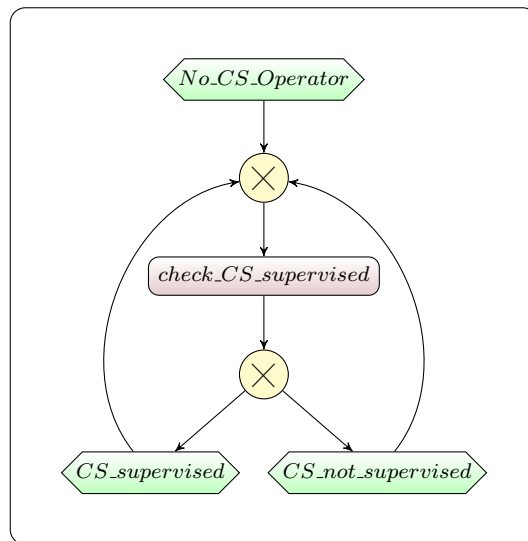 No_CS_Operator
check_CS_supervised
CS_supervised
CS_not_supervised